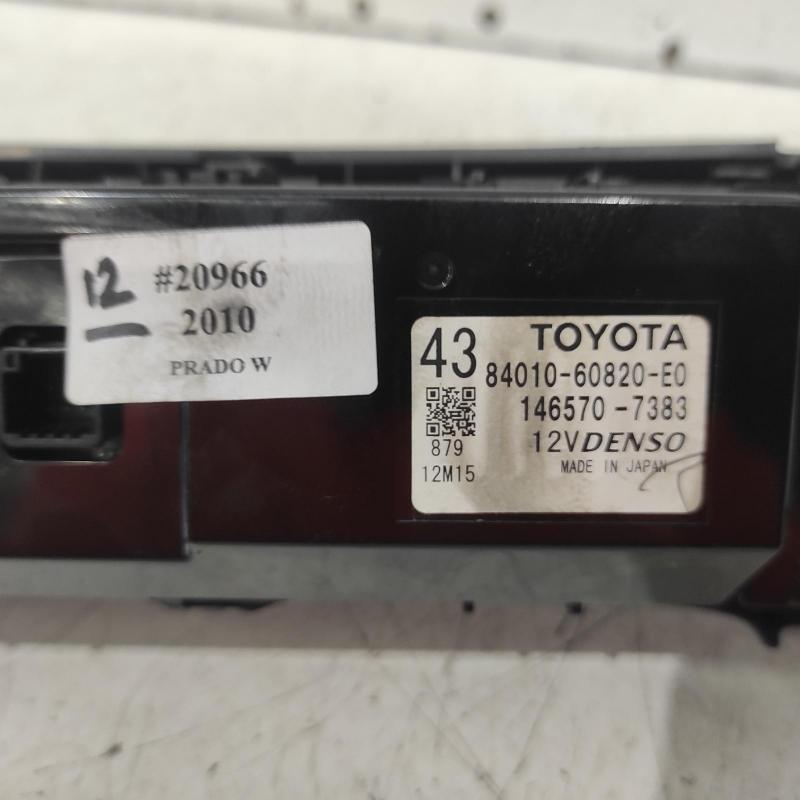 12
#20966
2010
PRADO W
43 TOYOTA
84010-60820-E0
146570-7383
879 12V DENSO
12M15 MADE IN JAPAN